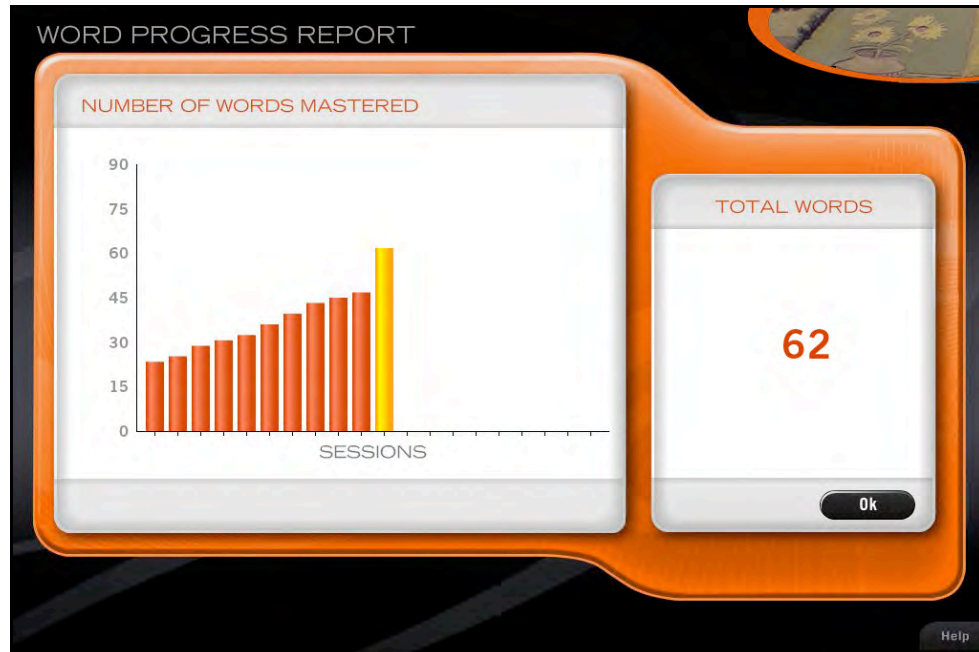 WORD PROGRESS REPORT
NUMBER OF WORDS MASTERED
90
75
60
45
30
15
0
SESSIONS
TOTAL WORDS
62
Ok
Help